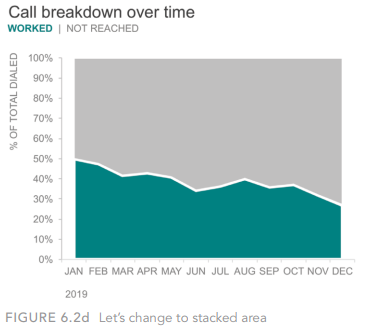 Call breakdown over time
WORKED | NOT REACHED
% OF TOTAL DIALED
100%
90%
80%
70%
60%
50%
40%
30%
20%
10%
0%
JAN FEB MAR APR MAY JUN JUL AUG SEP OCT NOV DEC
2019
FIGURE 6.2d Let's change to stacked area